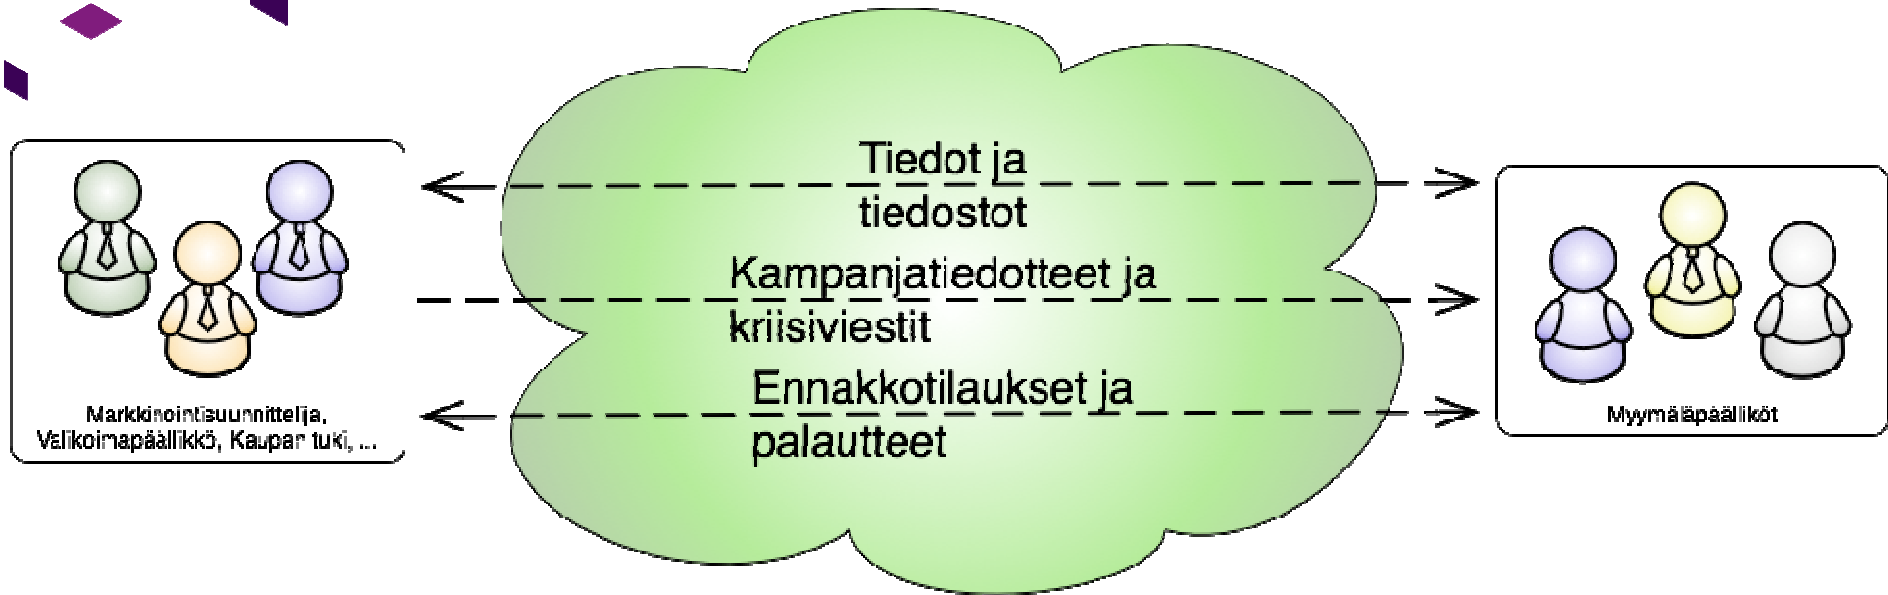 Tiedot ja
tiedostot
Kampanjatiedotteet ja
kriisiviestit
Ennakkotilaukset ja
palautteet
Markkinointisuunnittelija,
Valikoimapäällikkö, Kaupan tuki, ...
Myymäläpäälliköt